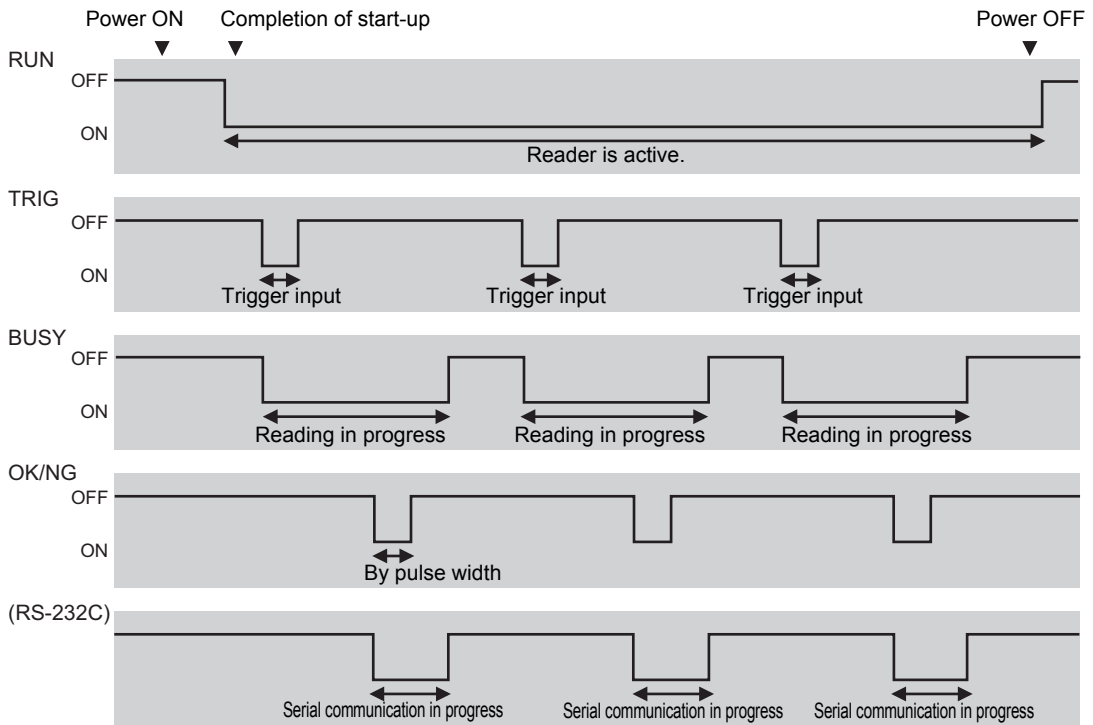 Power ON Completion of start-up Power OFF
▼ ▼ ▼
RUN
OFF
ON
Reader is active.
TRIG
OFF
ON
Trigger input Trigger input Trigger input
BUSY
OFF
ON
Reading in progress Reading in progress Reading in progress
OK/NG
OFF
ON
By pulse width
(RS-232C)
Serial communication in progress Serial communication in progress Serial communication in progress